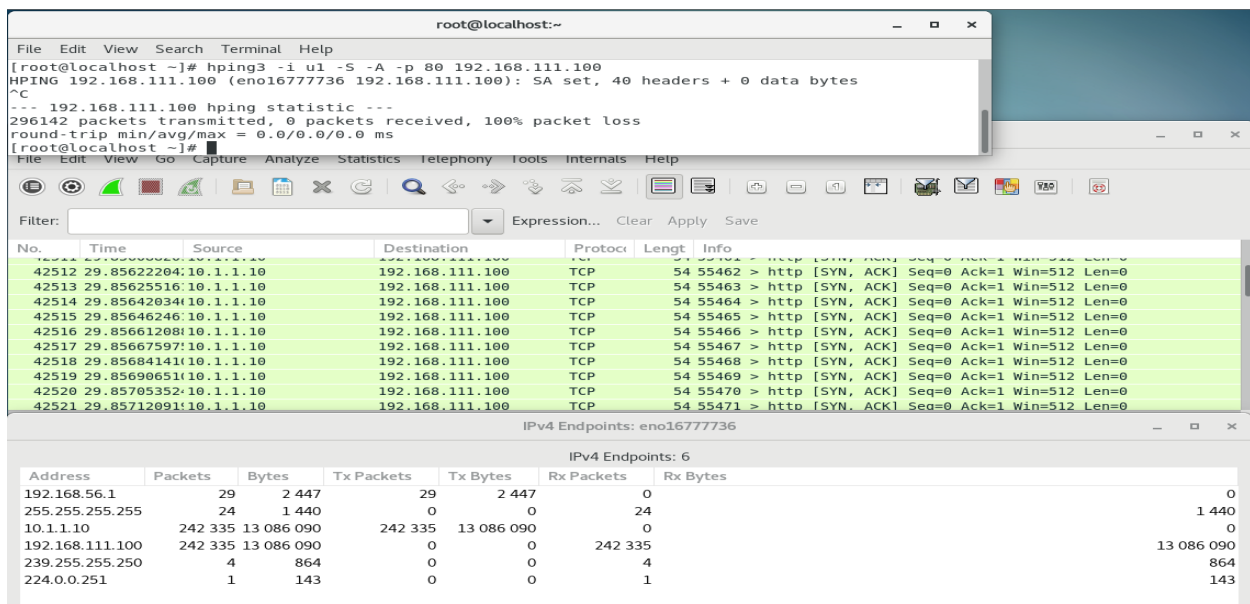 root@localhost:~
File Edit View Search Terminal Help
[root@localhost ~]# hping3 -i u1 -S -A -p 80 192.168.111.100
HPING 192.168.111.100 (eno16777736 192.168.111.100): SA set, 40 headers + 0 data bytes
^C
--- 192.168.111.100 hping statistic ---
296142 packets transmitted, 0 packets received, 100% packet loss
round-trip min/avg/max = 0.0/0.0/0.0 ms
[root@localhost ~]#
File Edit View Go Capture Analyze Statistics Telephony Tools Internals Help
Filter: Expression... Clear Apply Save
No. Time Source Destination Protoc Lengt Info
42512 29.85622204 10.1.1.10 192.168.111.100 TCP 54 55462 > http [SYN, ACK] Seq=0 Ack=1 Win=512 Len=0
42513 29.85625516 10.1.1.10 192.168.111.100 TCP 54 55463 > http [SYN, ACK] Seq=0 Ack=1 Win=512 Len=0
42514 29.85642034 10.1.1.10 192.168.111.100 TCP 54 55464 > http [SYN, ACK] Seq=0 Ack=1 Win=512 Len=0
42515 29.85646246 10.1.1.10 192.168.111.100 TCP 54 55465 > http [SYN, ACK] Seq=0 Ack=1 Win=512 Len=0
42516 29.85661208 10.1.1.10 192.168.111.100 TCP 54 55466 > http [SYN, ACK] Seq=0 Ack=1 Win=512 Len=0
42517 29.85667597 10.1.1.10 192.168.111.100 TCP 54 55467 > http [SYN, ACK] Seq=0 Ack=1 Win=512 Len=0
42518 29.85684141 10.1.1.10 192.168.111.100 TCP 54 55468 > http [SYN, ACK] Seq=0 Ack=1 Win=512 Len=0
42519 29.85690651 10.1.1.10 192.168.111.100 TCP 54 55469 > http [SYN, ACK] Seq=0 Ack=1 Win=512 Len=0
42520 29.85705352 10.1.1.10 192.168.111.100 TCP 54 55470 > http [SYN, ACK] Seq=0 Ack=1 Win=512 Len=0
42521 29.85712091 10.1.1.10 192.168.111.100 TCP 54 55471 > http [SYN, ACK] Seq=0 Ack=1 Win=512 Len=0
IPv4 Endpoints: eno16777736
IPv4 Endpoints: 6
Address Packets Bytes Tx Packets Tx Bytes Rx Packets Rx Bytes
192.168.56.1 29 2 447 29 2 447 0 0
255.255.255.255 24 1 440 0 0 24 1 440
10.1.1.10 242 335 13 086 090 242 335 13 086 090 0 0
192.168.111.100 242 335 13 086 090 0 0 242 335 13 086 090
239.255.255.250 4 864 0 0 4 864
224.0.0.251 1 143 0 0 1 143